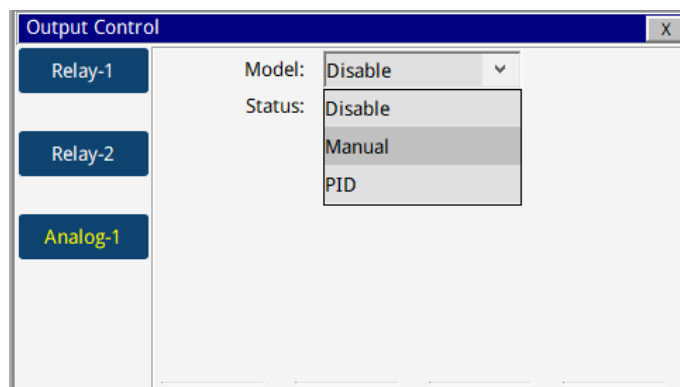 Output Control X
Relay-1
Relay-2
Analog-1
Model: Disable
Status:
Disable
Manual
PID